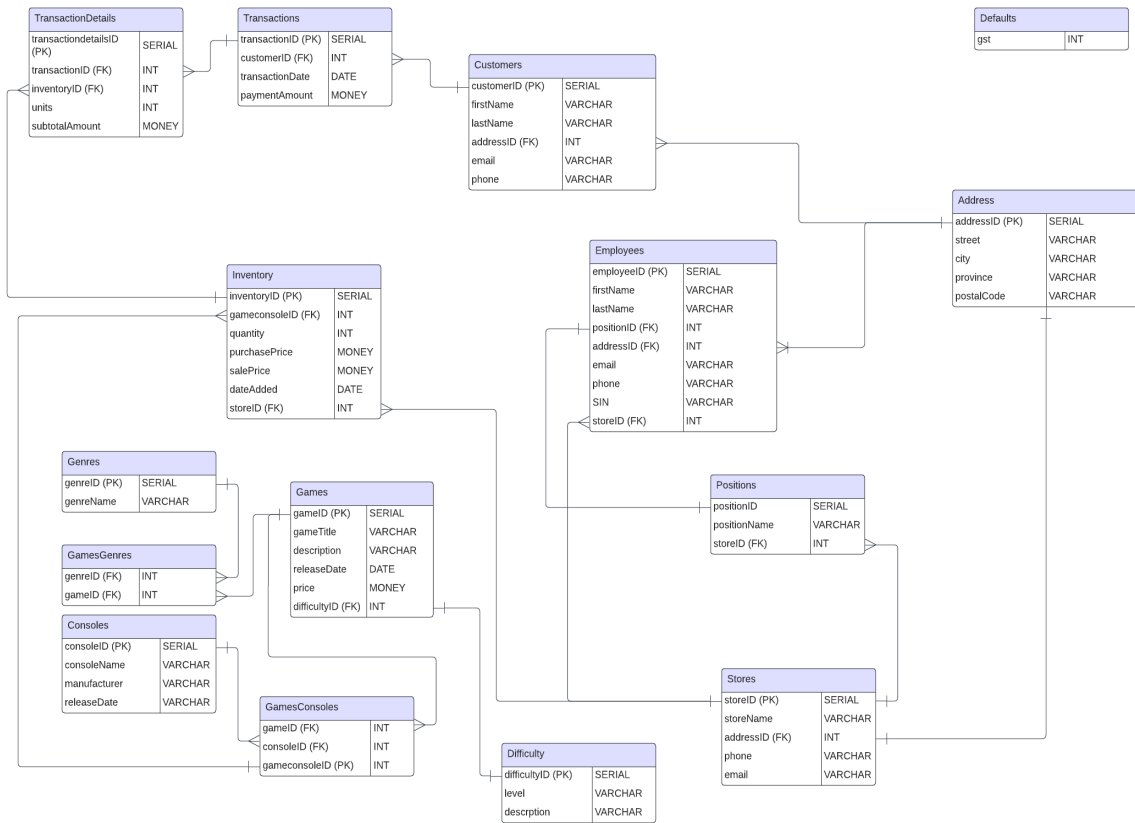 TransactionDetails
transactiondetailsID (PK) SERIAL
transactionID (FK) INT
inventoryID (FK) INT
units INT
subtotalAmount MONEY
Transactions
transactionID (PK) SERIAL
customerID (FK) INT
transactionDate DATE
paymentAmount MONEY
Customers
customerID (PK) SERIAL
firstName VARCHAR
lastName VARCHAR
addressID (FK) INT
email VARCHAR
phone VARCHAR
Defaults
gst INT
Address
addressID (PK) SERIAL
street VARCHAR
city VARCHAR
province VARCHAR
postalCode VARCHAR
Employees
employeeID (PK) SERIAL
firstName VARCHAR
lastName VARCHAR
positionID (FK) INT
addressID (FK) INT
email VARCHAR
phone VARCHAR
SIN VARCHAR
storeID (FK) INT
Inventory
inventoryID (PK) SERIAL
gameconsoleID (FK) INT
quantity INT
purchasePrice MONEY
salePrice MONEY
dateAdded DATE
storeID (FK) INT
Genres
genreID (PK) SERIAL
genreName VARCHAR
Games
gameID (PK) SERIAL
gameTitle VARCHAR
description VARCHAR
releaseDate DATE
price MONEY
difficultyID (FK) INT
Positions
positionID SERIAL
positionName VARCHAR
storeID (FK) INT
GamesGenres
genreID (FK) INT
gameID (FK) INT
Consoles
consoleID (PK) SERIAL
consoleName VARCHAR
manufacturer VARCHAR
releaseDate VARCHAR
GamesConsoles
gameID (FK) INT
consoleID (FK) INT
gameconsoleID (PK) INT
Stores
storeID (PK) SERIAL
storeName VARCHAR
addressID (FK) INT
phone VARCHAR
email VARCHAR
Difficulty
difficultyID (PK) SERIAL
level VARCHAR
descrption VARCHAR